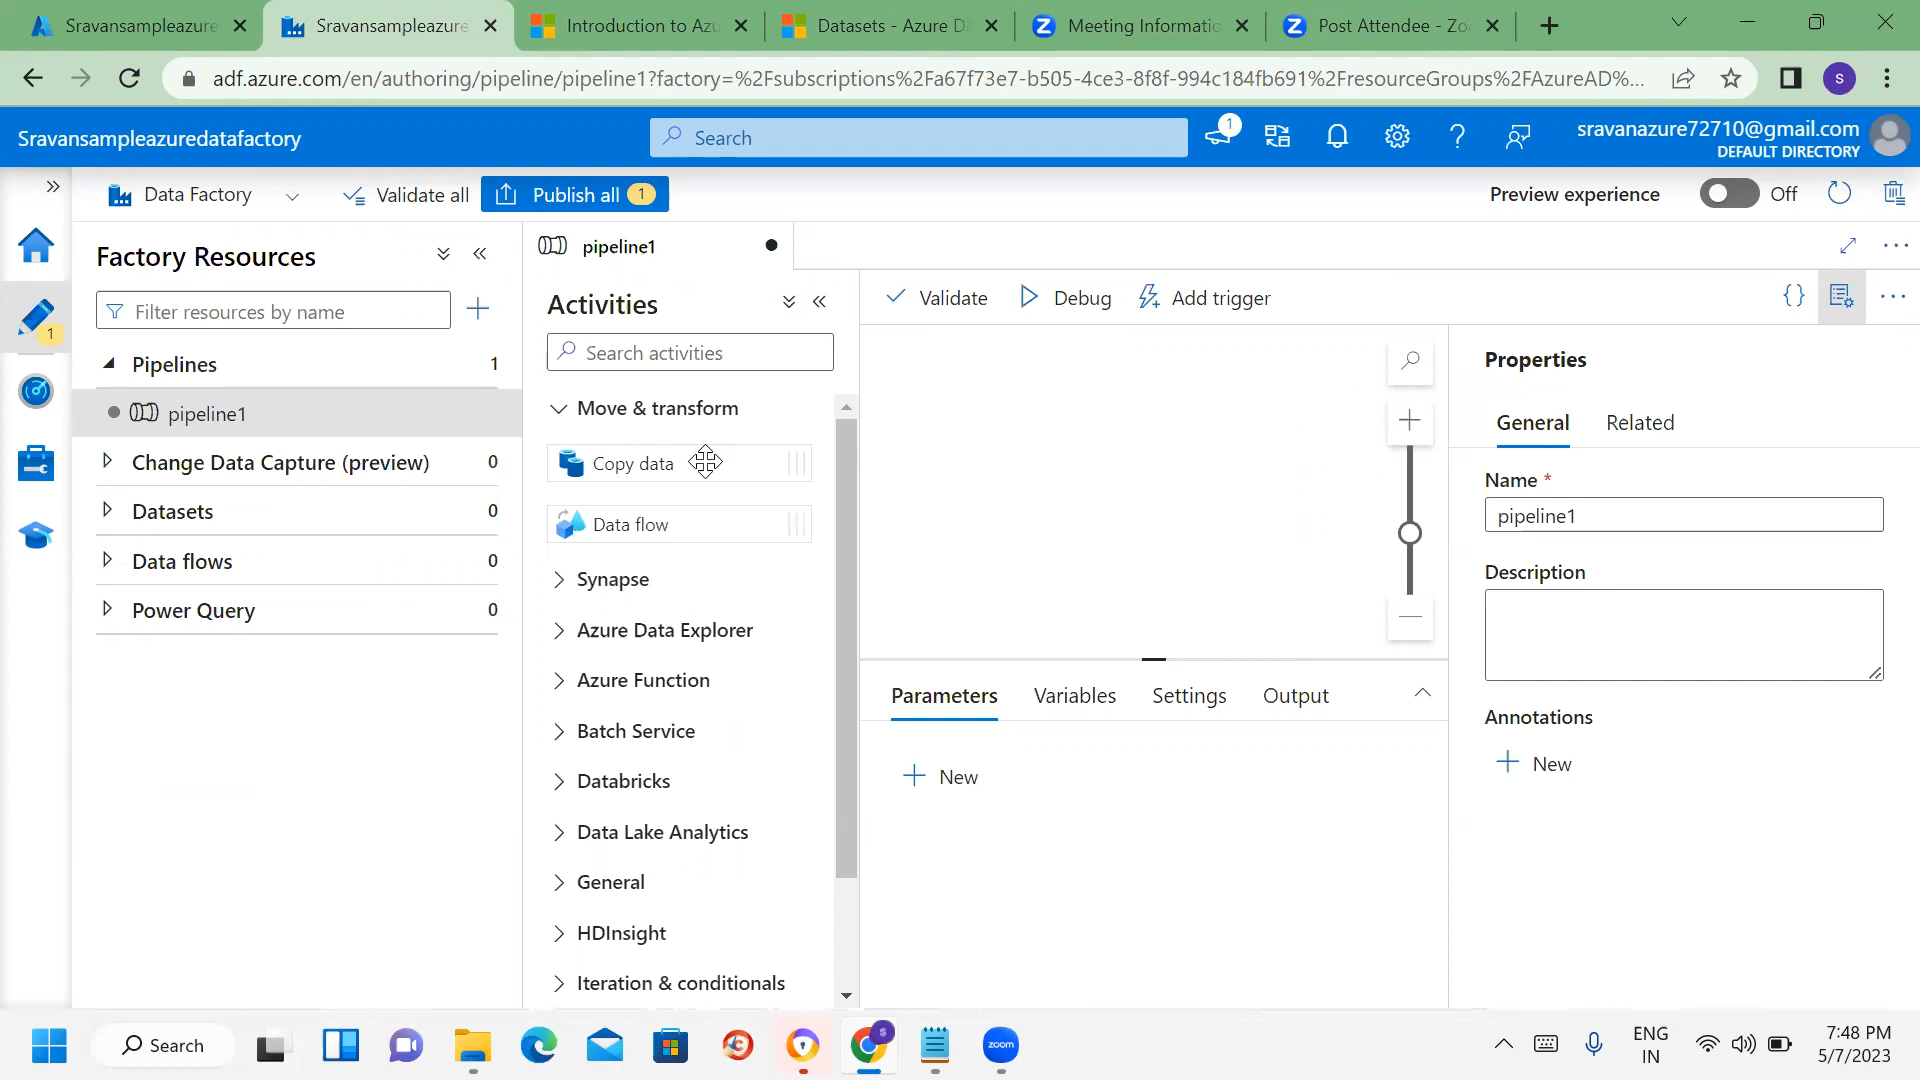 Sravansampleazure
Sravansampleazure
Introduction to Azu
Datasets - Azure D
Meeting Informatio
Post Attendee - Zo
adf.azure.com/en/authoring/pipeline/pipeline1?factory=%2Fsubscriptions%2Fa67f73e7-b505-4ce3-8f8f-994c184fb691%2FresourceGroups%2FAzureAD%...
s
Sravansampleazuredatafactory
Search
1
sravanazure72710@gmail.com
DEFAULT DIRECTORY
Data Factory
Validate all
Publish all 1
Preview experience
Off
Factory Resources
Filter resources by name
1
Pipelines 1
pipeline1
Change Data Capture (preview) 0
Datasets 0
Data flows 0
Power Query 0
pipeline1
Activities
Search activities
Move & transform
Copy data
Data flow
Synapse
Azure Data Explorer
Azure Function
Batch Service
Databricks
Data Lake Analytics
General
HDInsight
Iteration & conditionals
Validate
Debug
Add trigger
{}
Parameters
Variables
Settings
Output
New
Properties
General
Related
Name *
pipeline1
Description
Annotations
New
Search
s
zoom
ENG
IN
7:48 PM
5/7/2023